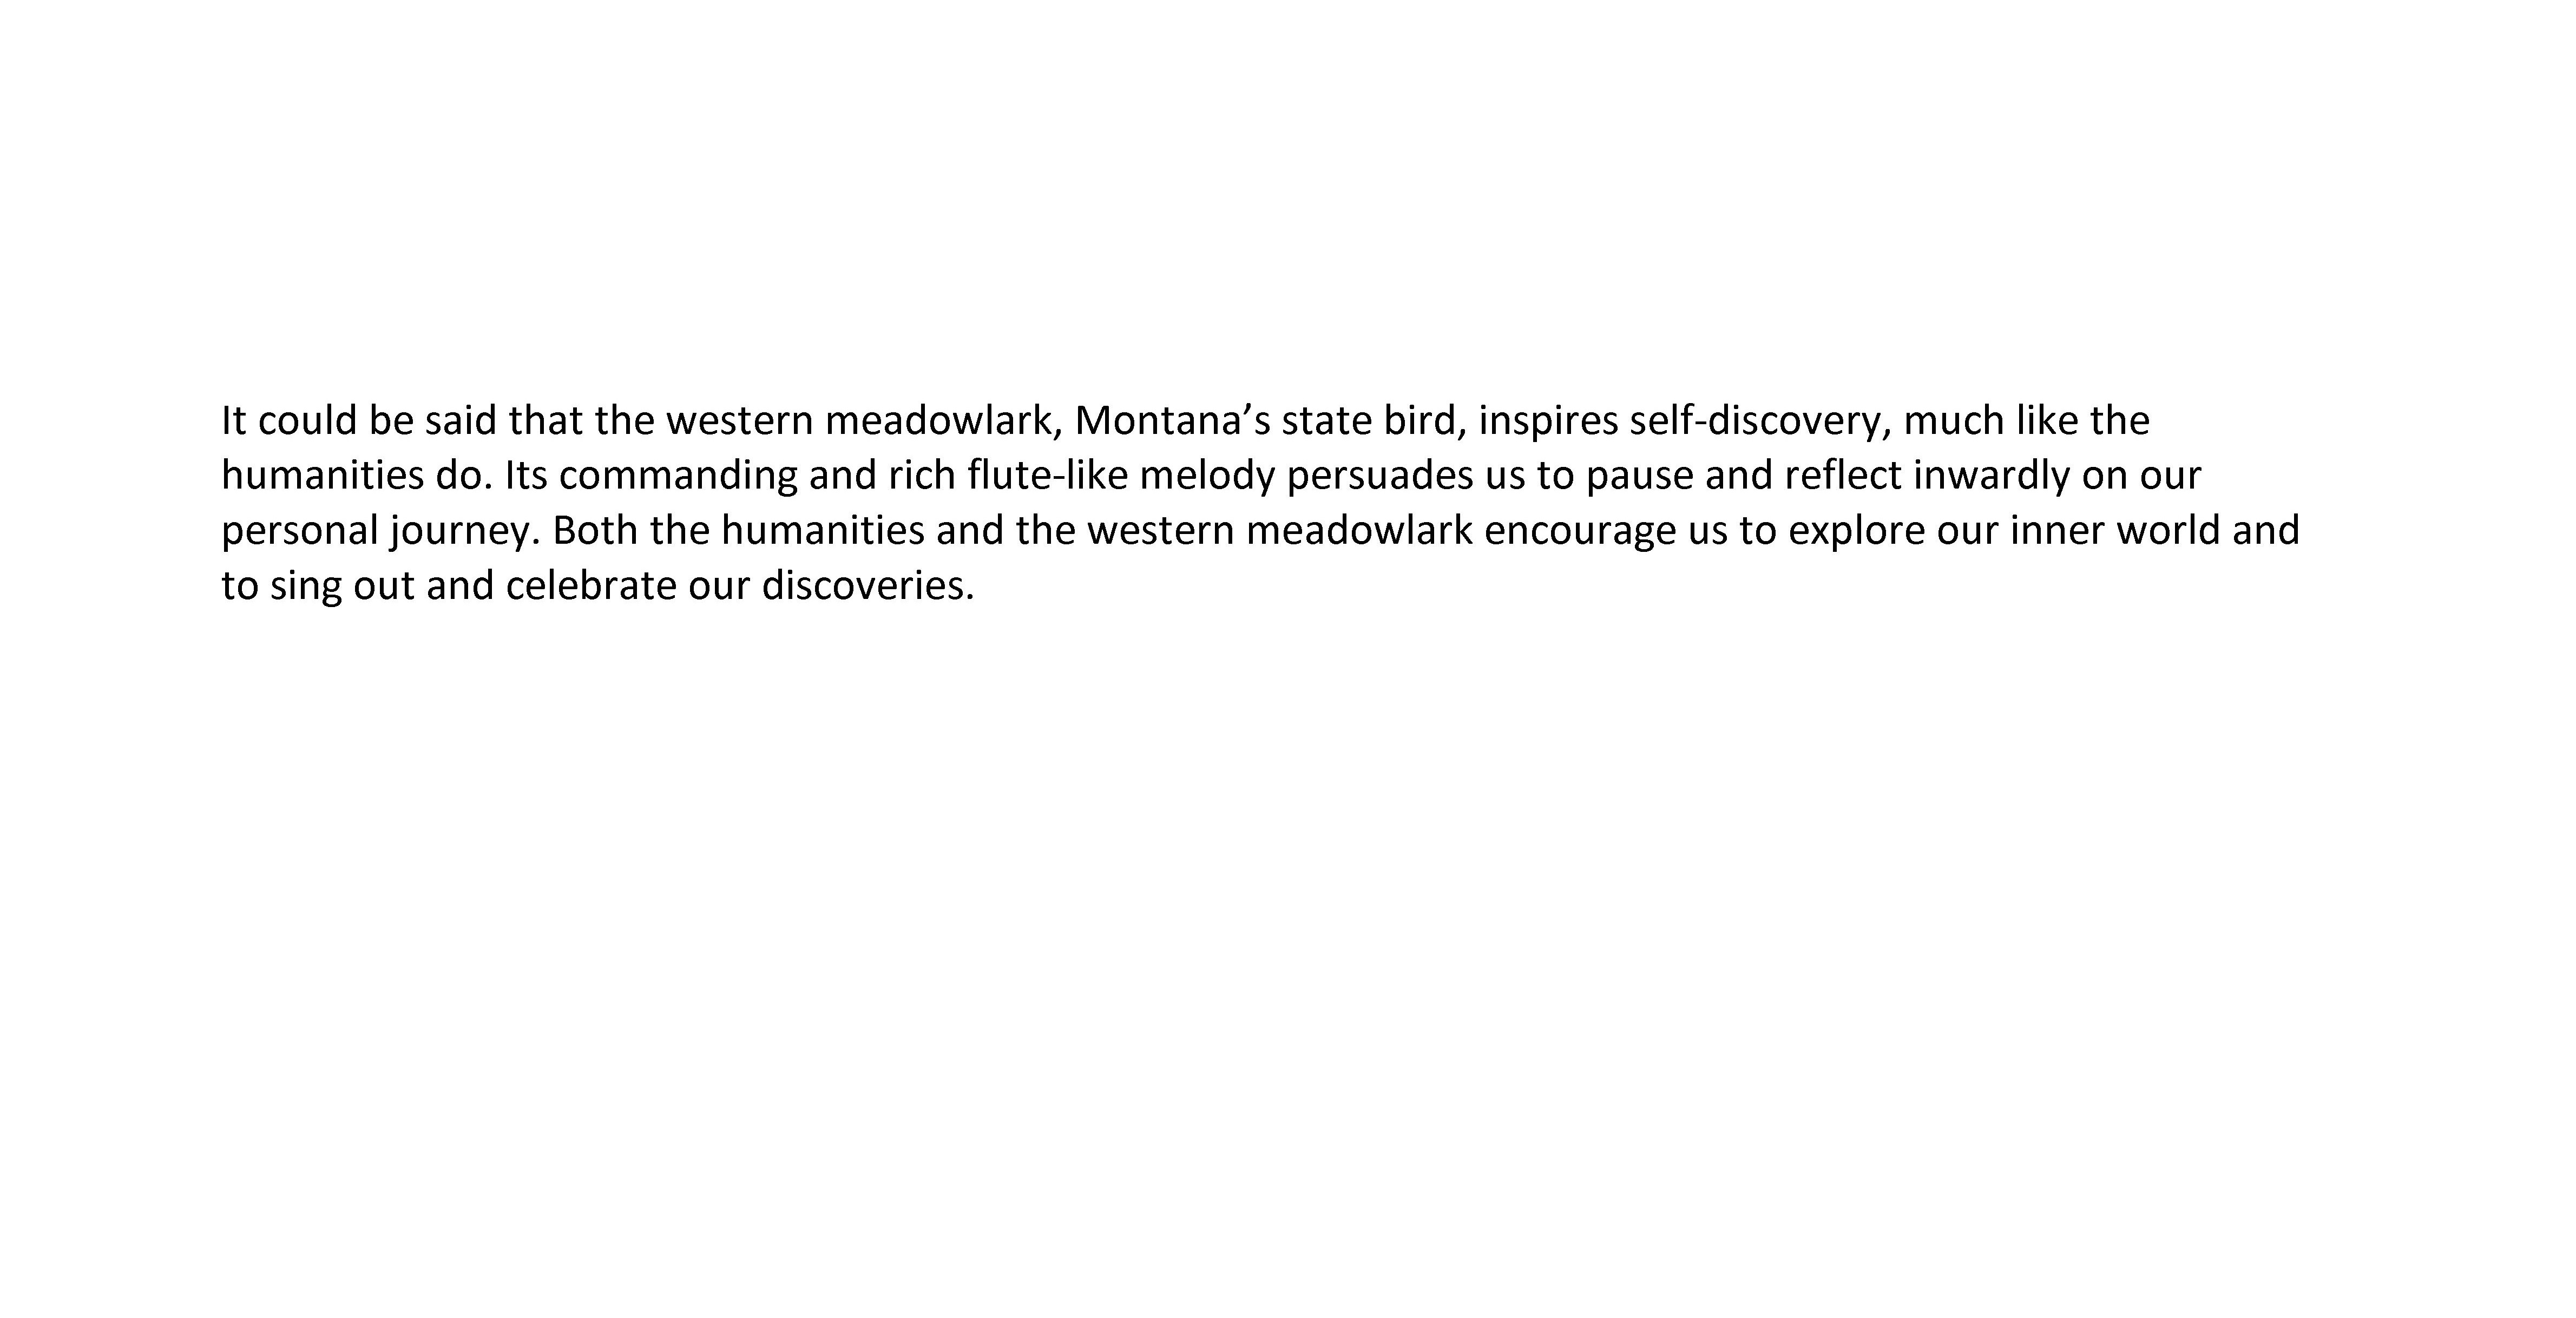 It could be said that the western meadowlark, Montana’s state bird, inspires self-discovery, much like the
humanities do. Its commanding and rich flute-like melody persuades us to pause and reflect inwardly on our
personal journey. Both the humanities and the western meadowlark encourage us to explore our inner world and
to sing out and celebrate our discoveries.